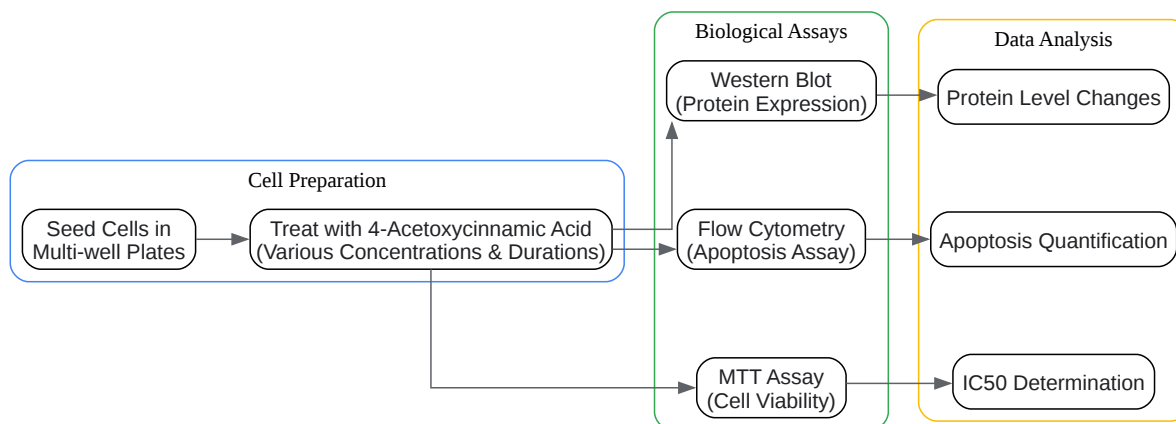 Cell Preparation
Seed Cells in
Multi-well Plates
Treat with 4-Acetoxycinnamic Acid
(Various Concentrations & Durations)
Biological Assays
Western Blot
(Protein Expression)
Flow Cytometry
(Apoptosis Assay)
MTT Assay
(Cell Viability)
Data Analysis
Protein Level Changes
Apoptosis Quantification
IC50 Determination